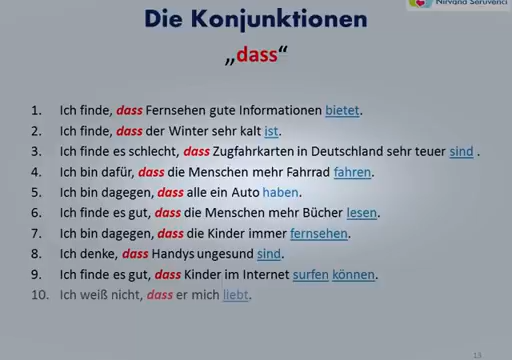 Nirvana Seruvenci
Die Konjunktionen
„dass“
1. Ich finde, dass Fernsehen gute Informationen bietet.
2. Ich finde, dass der Winter sehr kalt ist.
3. Ich finde es schlecht, dass Zugfahrkarten in Deutschland sehr teuer sind .
4. Ich bin dafür, dass die Menschen mehr Fahrrad fahren.
5. Ich bin dagegen, dass alle ein Auto haben.
6. Ich finde es gut, dass die Menschen mehr Bücher lesen.
7. Ich bin dagegen, dass die Kinder immer fernsehen.
8. Ich denke, dass Handys ungesund sind.
9. Ich finde es gut, dass Kinder im Internet surfen können.
10. Ich weiß nicht, dass er mich liebt.
13